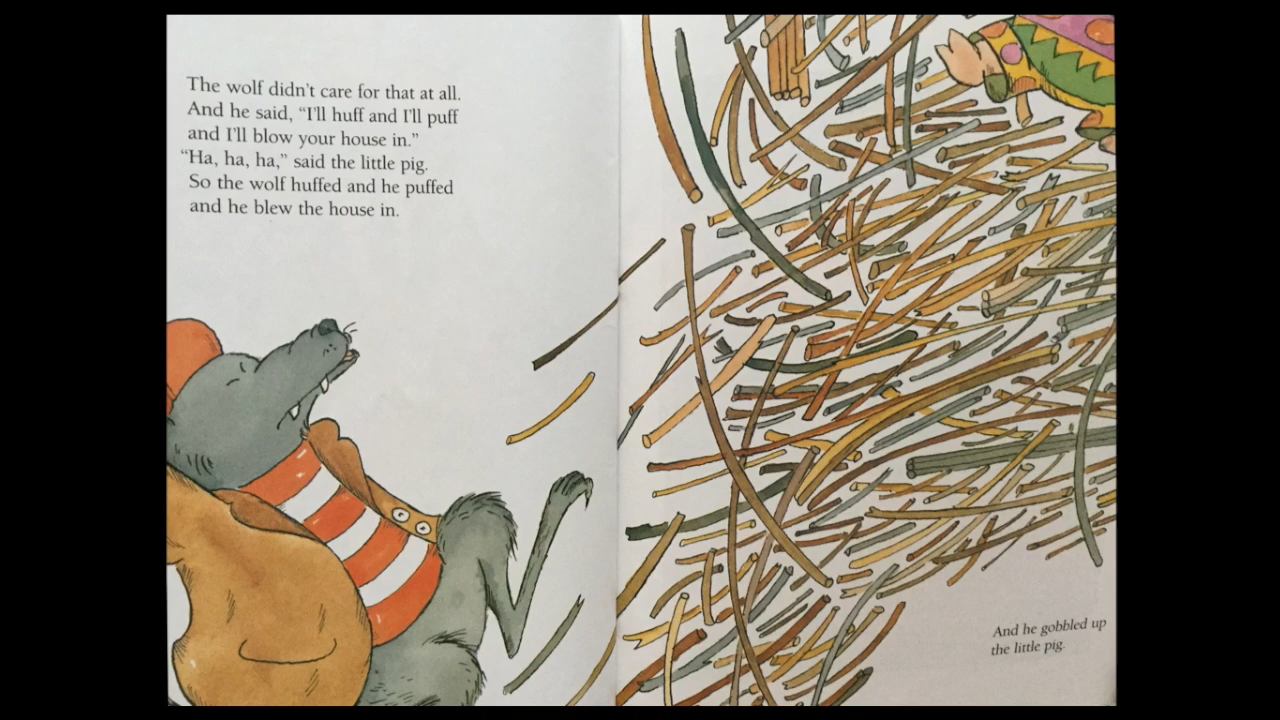 The wolf didn't care for that at all.
And he said, “I'll huff and I'll puff
and I'll blow your house in.”
“Ha, ha, ha,” said the little pig.
So the wolf huffed and he puffed
and he blew the house in.
And he gobbled up
the little pig.